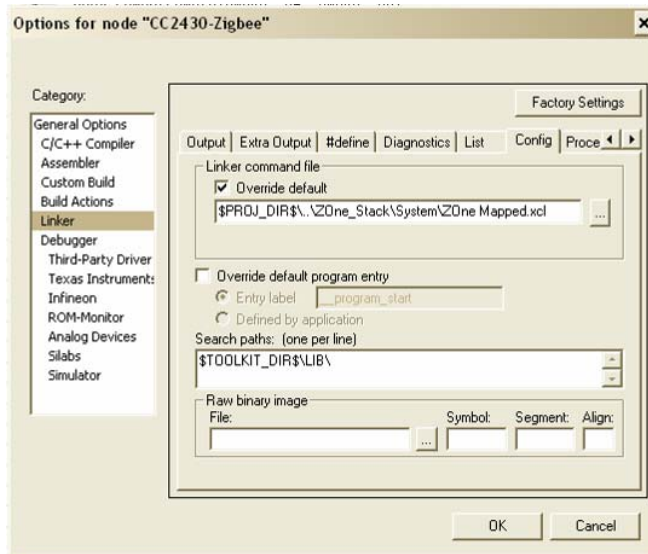 Options for node "CC2430-Zigbee"
Category:
General Options
C/C++ Compiler
Assembler
Custom Build
Build Actions
Linker
Debugger
Third-Party Driver
Texas Instruments
Infineon
ROM-Monitor
Analog Devices
Silabs
Simulator
Factory Settings
Output Extra Output #define Diagnostics List Config Proce
Linker command file
Override default
$PROJ_DIR$\..\ZOne_Stack\System\ZOne Mapped.xcl
...
Override default program entry
Entry label __program_start
Defined by application
Search paths: (one per line)
$TOOLKIT_DIR$\LIB\
Raw binary image
File: Symbol: Segment: Align:
...
OK Cancel